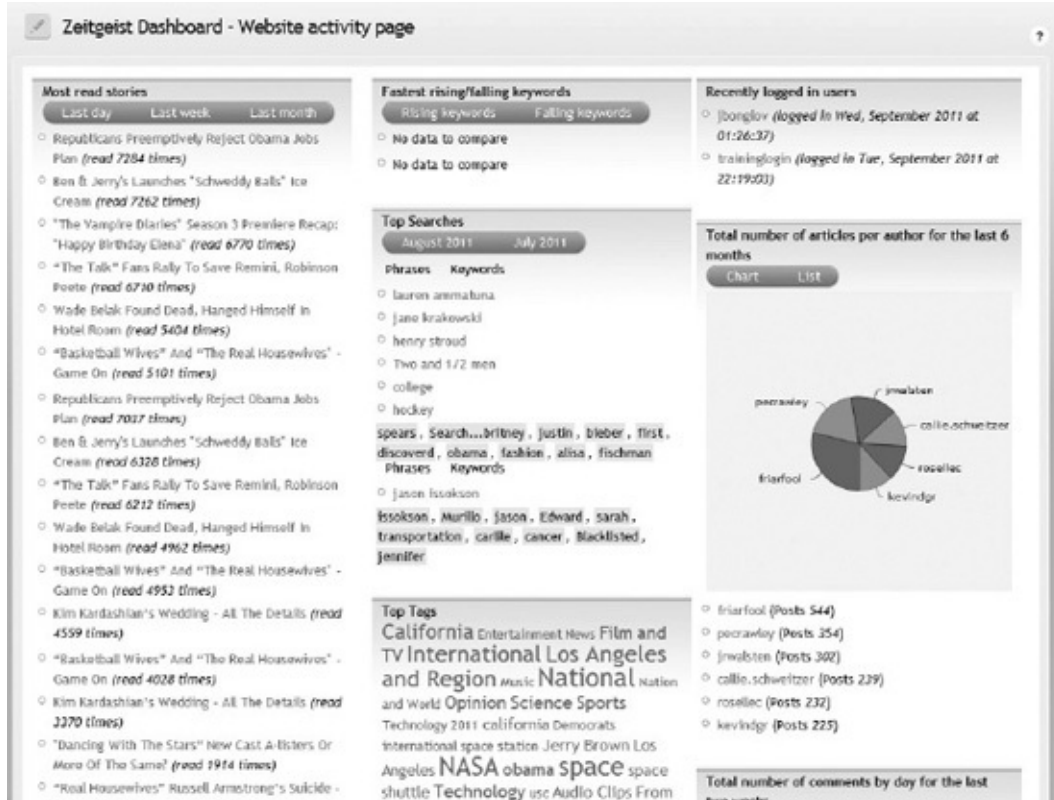 Zeitgeist Dashboard - Website activity page
?
Most read stories
Last day Last week Last month
Republicans Preemptively Reject Obama Jobs
Plan (read 7284 times)
Ben & Jerry's Launches "Schweddy Balls" Ice
Cream (read 7262 times)
"The Vampire Diaries" Season 3 Premiere Recap:
"Happy Birthday Elena" (read 6770 times)
"The Talk" Fans Rally To Save Remini, Robinson
Peete (read 6710 times)
Wade Belak Found Dead, Hanged Himself In
Hotel Room (read 5404 times)
"Basketball Wives" And "The Real Housewives" -
Game On (read 5101 times)
Republicans Preemptively Reject Obama Jobs
Plan (read 7037 times)
Ben & Jerry's Launches "Schweddy Balls" Ice
Cream (read 6328 times)
"The Talk" Fans Rally To Save Remini, Robinson
Peete (read 6212 times)
Wade Belak Found Dead, Hanged Himself In
Hotel Room (read 4962 times)
"Basketball Wives" And "The Real Housewives" -
Game On (read 4953 times)
Kim Kardashian's Wedding - All The Details (read
4559 times)
"Basketball Wives" And "The Real Housewives" -
Game On (read 4028 times)
Kim Kardashian's Wedding - All The Details (read
3370 times)
"Dancing With The Stars" New Cast A-listers Or
More Of The Same? (read 1914 times)
"Real Housewives" Russell Armstrong's Suicide -
Fastest rising/falling keywords
Rising keywords Falling keywords
No data to compare
No data to compare
Top Searches
August 2011 July 2011
Phrases Keywords
lauren ammatuna
jane krakowski
henry stroud
Two and 1/2 men
college
hockey
spears , Search...britney , justin , bieber , first ,
discoverd , obama , fashion , alisa , fischman
Phrases Keywords
jason issokson
issokson , Murillo , jason , Edward , sarah ,
transportation , carlile , cancer , Blacklisted ,
jennifer
Top Tags
California Entertainment News Film and
TV International Los Angeles
and Region Music National Nation
and World Opinion Science Sports
Technology 2011 california Democrats
international space station Jerry Brown Los
Angeles NASA obama space space
shuttle Technology usc Audio Clips From
Recently logged in users
jbonglov (logged in Wed, September 2011 at
01:26:37)
traininglogin (logged in Tue, September 2011 at
22:19:03)
Total number of articles per author for the last 6
months
Chart List
jrwalsten
pecrawley
callie.schweitzer
rosellec
friarfool
kevindgr
friarfool (Posts 544)
pecrawley (Posts 354)
jrwalsten (Posts 302)
callie.schweitzer (Posts 239)
rosellec (Posts 232)
kevindgr (Posts 225)
Total number of comments by day for the last